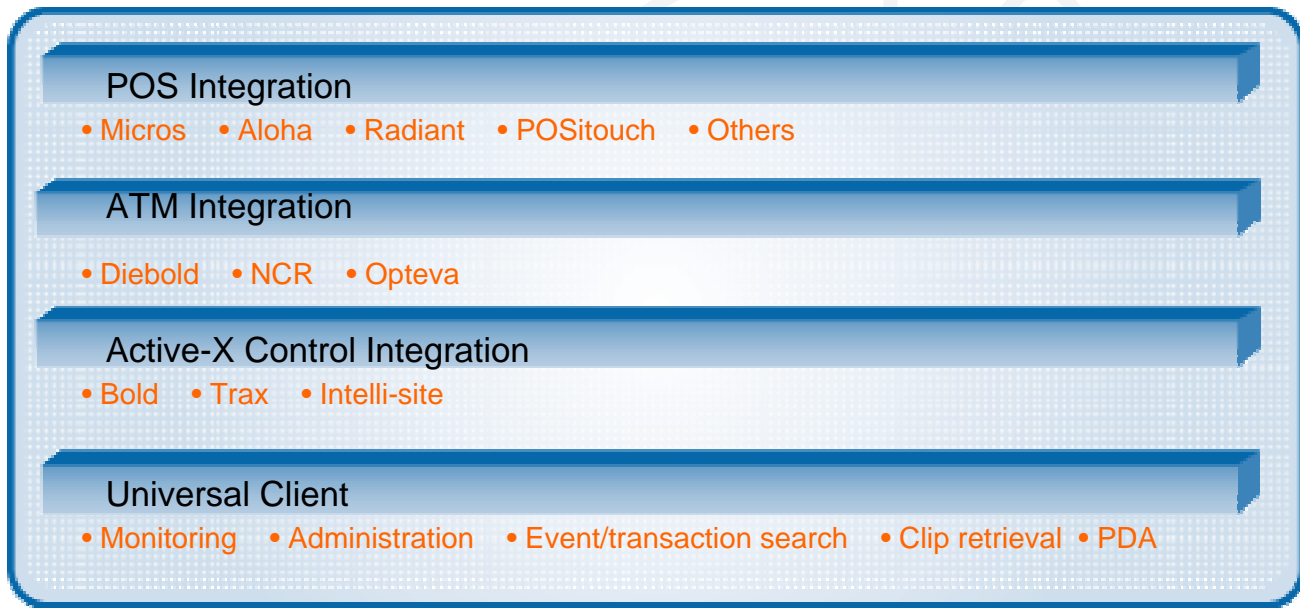 POS Integration
• Micros • Aloha • Radiant • POSitouch • Others
ATM Integration
• Diebold • NCR • Opteva
Active-X Control Integration
• Bold • Trax • Intelli-site
Universal Client
• Monitoring • Administration • Event/transaction search • Clip retrieval • PDA